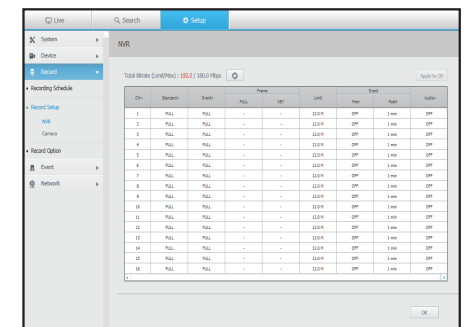 Live
Search
Setup
System
Device
Record
Recording Schedule
Record Setup
NVR
Camera
Record Option
Event
Network
NVR
Total Bitrate (Limit/Max) : 192.0 / 180.0 Mbps
Apply to CH
CH Standard Event Frame Limit Event Audio
FULL KEY Pre Post
1 FULL FULL - - 12.0 M OFF 1 min OFF
2 FULL FULL - - 12.0 M OFF 1 min OFF
3 FULL FULL - - 12.0 M OFF 1 min OFF
4 FULL FULL - - 12.0 M OFF 1 min OFF
5 FULL FULL - - 12.0 M OFF 1 min OFF
6 FULL FULL - - 12.0 M OFF 1 min OFF
7 FULL FULL - - 12.0 M OFF 1 min OFF
8 FULL FULL - - 12.0 M OFF 1 min OFF
9 FULL FULL - - 12.0 M OFF 1 min OFF
10 FULL FULL - - 12.0 M OFF 1 min OFF
11 FULL FULL - - 12.0 M OFF 1 min OFF
12 FULL FULL - - 12.0 M OFF 1 min OFF
13 FULL FULL - - 12.0 M OFF 1 min OFF
14 FULL FULL - - 12.0 M OFF 1 min OFF
15 FULL FULL - - 12.0 M OFF 1 min OFF
16 FULL FULL - - 12.0 M OFF 1 min OFF
OK